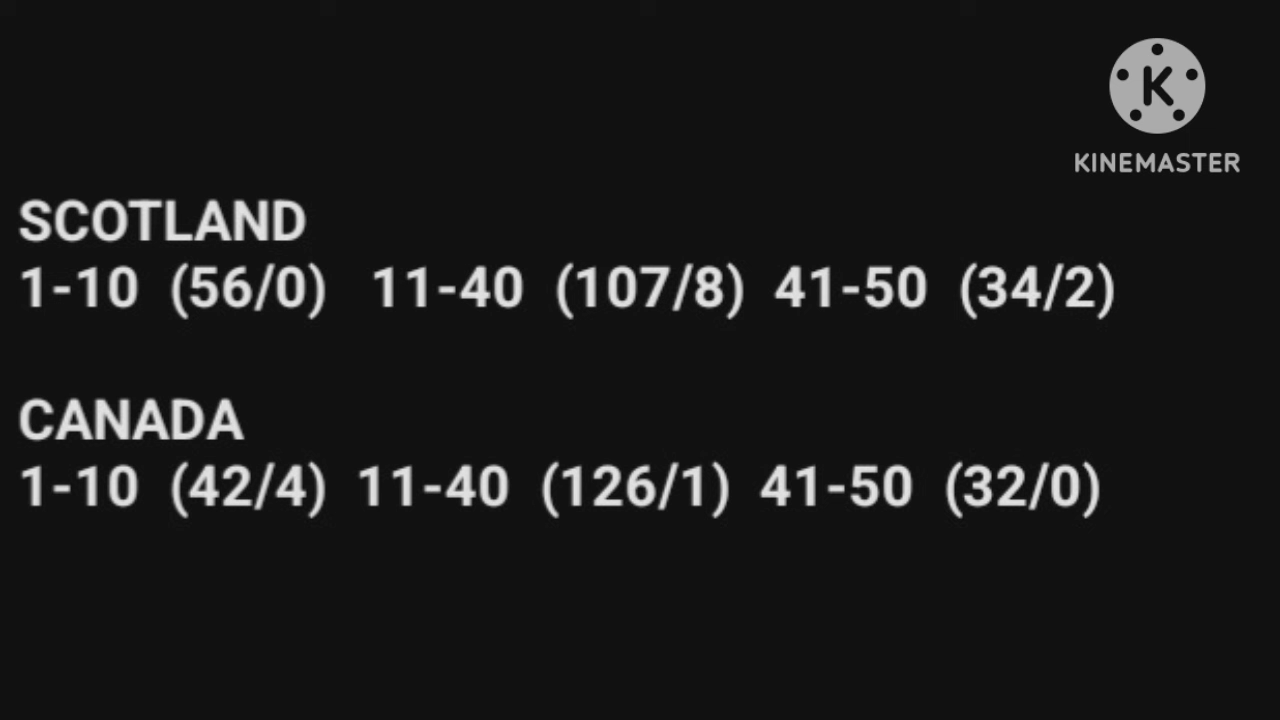 K
KINEMASTER
SCOTLAND
1-10 (56/0) 11-40 (107/8) 41-50 (34/2)
CANADA
1-10 (42/4) 11-40 (126/1) 41-50 (32/0)